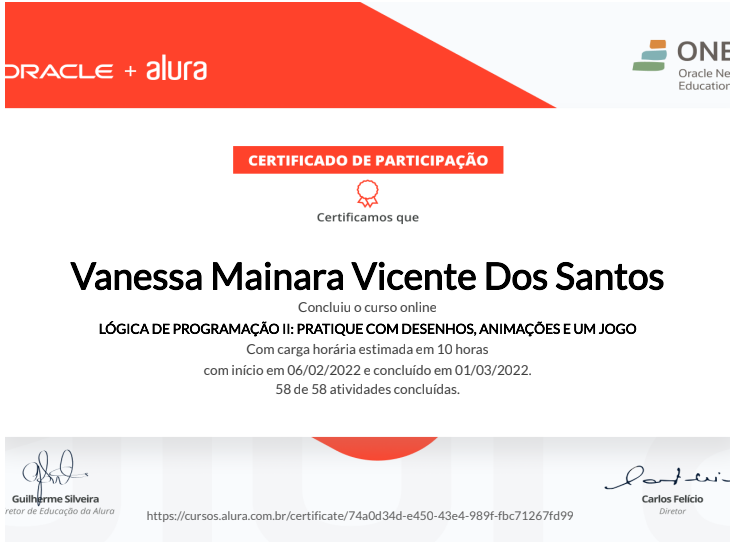 ORACLE + alura
ONE
Oracle Ne
Education
CERTIFICADO DE PARTICIPAÇÃO
Certificamos que
Vanessa Mainara Vicente Dos Santos
Concluiu o curso online
LÓGICA DE PROGRAMAÇÃO II: PRATIQUE COM DESENHOS, ANIMAÇÕES E UM JOGO
Com carga horária estimada em 10 horas
com início em 06/02/2022 e concluído em 01/03/2022.
58 de 58 atividades concluídas.
Guilherme Silveira
retor de Educação da Alura
Carlos Felício
Diretor
https://cursos.alura.com.br/certificate/74a0d34d-e450-43e4-989f-fbc71267fd99